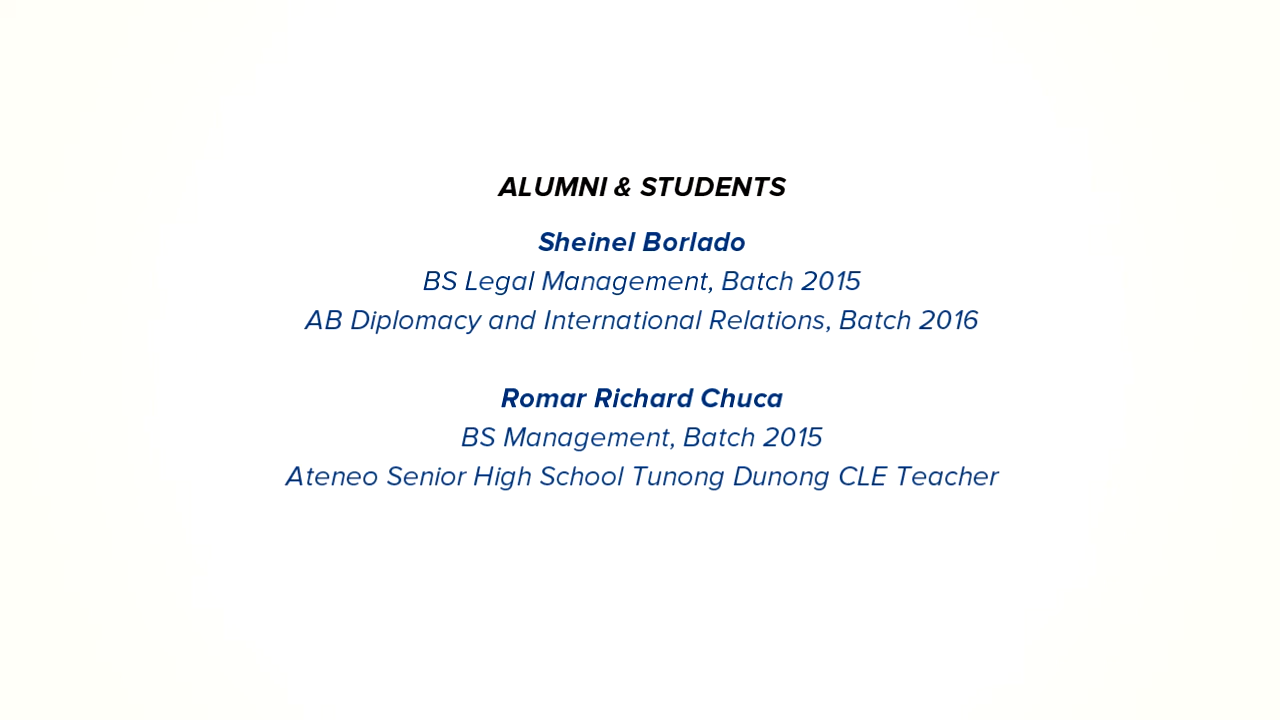 ALUMNI & STUDENTS
Sheinel Borlado
BS Legal Management, Batch 2015
AB Diplomacy and International Relations, Batch 2016
Romar Richard Chuca
BS Management, Batch 2015
Ateneo Senior High School Tunong Dunong CLE Teacher